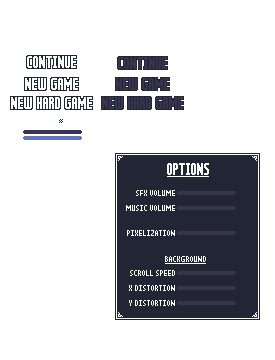 CONTINUE CONTINUE
NEW GAME NEW GAME
NEW HARD GAME NEW HARD GAME
OPTIONS
SFX VOLUME
MUSIC VOLUME
PIXELIZATION
BACKGROUND
SCROLL SPEED
X DISTORTION
Y DISTORTION